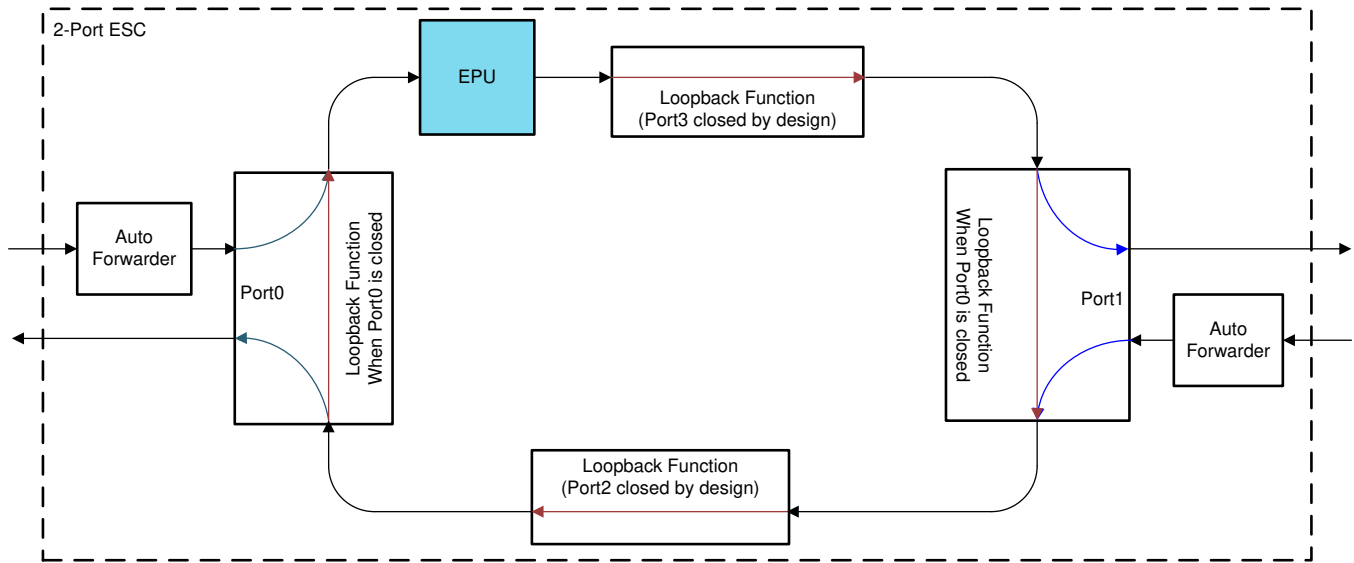 2-Port ESC
EPU
Loopback Function
(Port3 closed by design)
Auto
Forwarder
Port0
Loopback Function
When Port0 is closed
Loopback Function
When Port0 is closed
Port1
Auto
Forwarder
Loopback Function
(Port2 closed by design)